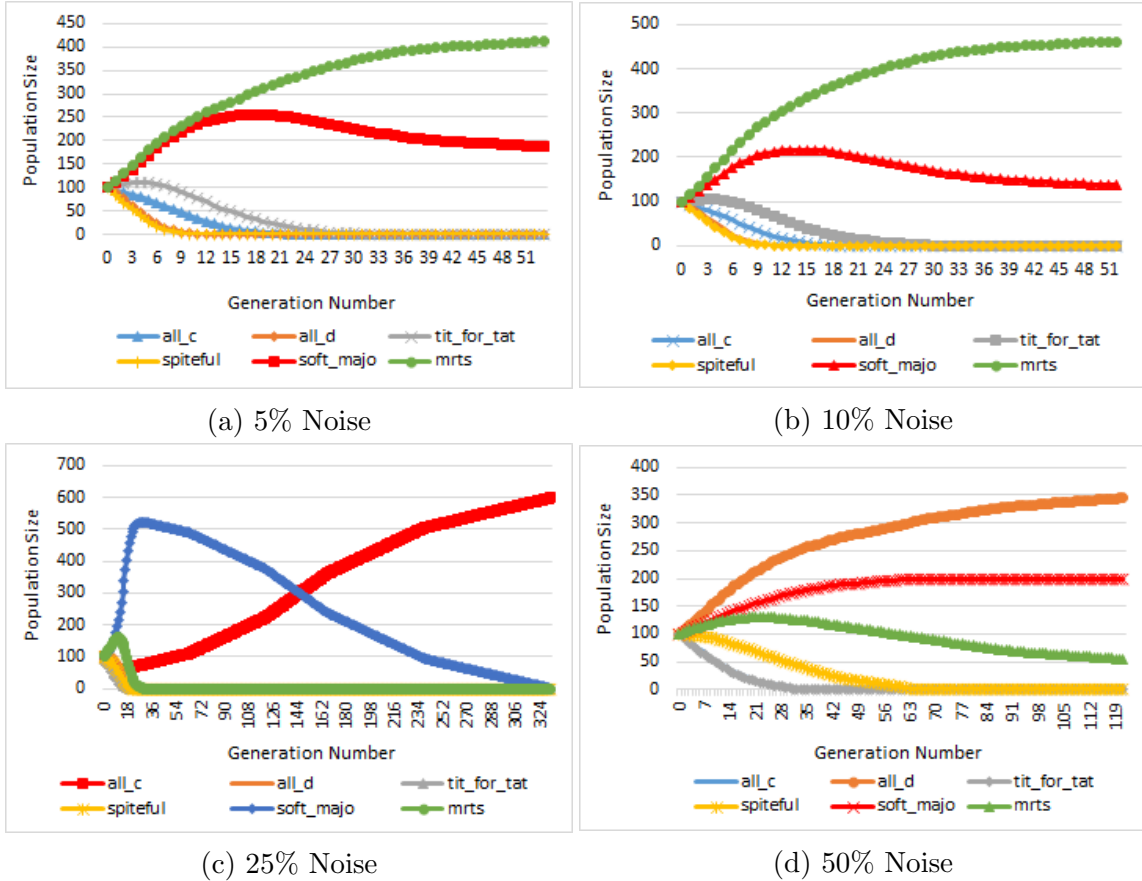 450
400
350
300
250
200
150
100
50
0
Population Size
0 3 6 9 12 15 18 21 24 27 30 33 36 39 42 45 48 51
Generation Number
all_c all_d tit_for_tat
spiteful soft_majo mrts
(a) 5% Noise
500
400
300
200
100
0
Population Size
0 3 6 9 12 15 18 21 24 27 30 33 36 39 42 45 48 51
Generation Number
all_c all_d tit_for_tat
spiteful soft_majo mrts
(b) 10% Noise
700
600
500
400
300
200
100
0
Population Size
0 18 36 54 72 90 108 126 144 162 180 198 216 234 252 270 288 306 324
Generation Number
all_c all_d tit_for_tat
spiteful soft_majo mrts
(c) 25% Noise
400
350
300
250
200
150
100
50
0
Population Size
0 7 14 21 28 35 42 49 56 63 70 77 84 91 98 105 112 119
Generation Number
all_c all_d tit_for_tat
spiteful soft_majo mrts
(d) 50% Noise